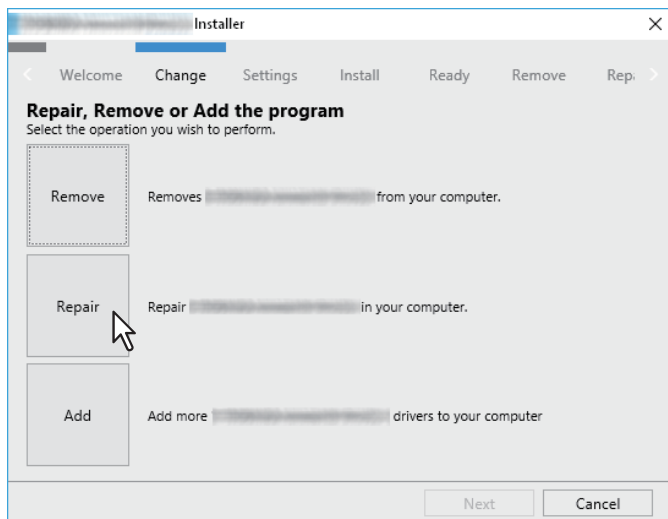 Installer
Welcome Change Settings Install Ready Remove Repa
Repair, Remove or Add the program
Select the operation you wish to perform.
Remove Removes from your computer.
Repair Repair in your computer.
Add Add more drivers to your computer
Next Cancel